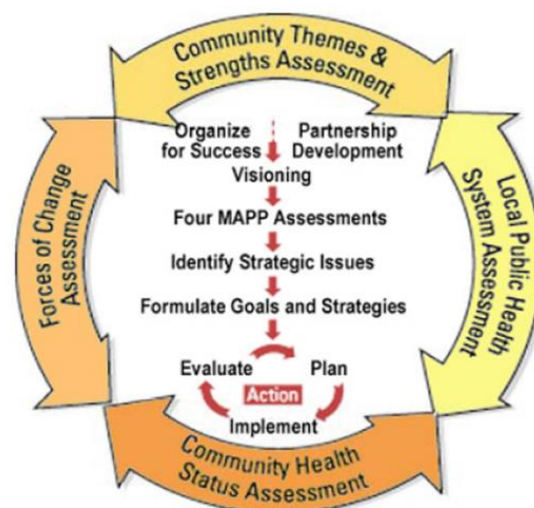 Community Themes &
Strengths Assessment
Organize
for Success
Partnership
Development
Visioning
Four MAPP Assessments
Identify Strategic Issues
Formulate Goals and Strategies
Evaluate
Plan
Action
Implement
Forces of Change
Assessment
Local Public Health
System Assessment
Community Health
Status Assessment